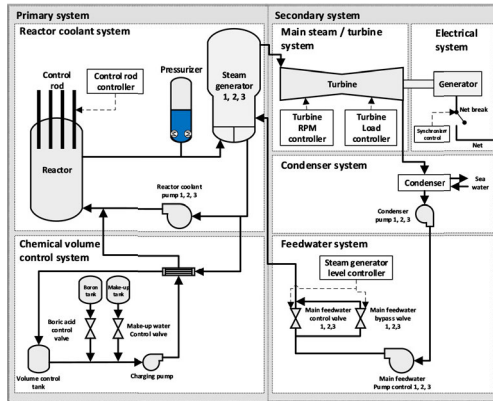 Primary system
Secondary system
Reactor coolant system
Control
rod
Control rod
controller
Pressurizer
Steam
generator
1, 2, 3
Reactor
Reactor coolant
pump 1, 2, 3
Main steam / turbine
system
Turbine
Turbine
RPM
controller
Turbine
Load
controller
Electrical
system
Generator
Net break
Synchronizer
control
Net
Condenser system
Condenser
Sea
water
Condenser
pump 1, 2, 3
Chemical volume
control system
Boron
tank
Make-up
tank
Boric acid
control
valve
Make-up water
Control valve
Volume control
tank
Charging pump
Feedwater system
Steam generator
level controller
Main feedwater
control valve
1, 2,3
Main feedwater
bypass valve
1, 2,3
Main feedwater
Pump control 1, 2, 3